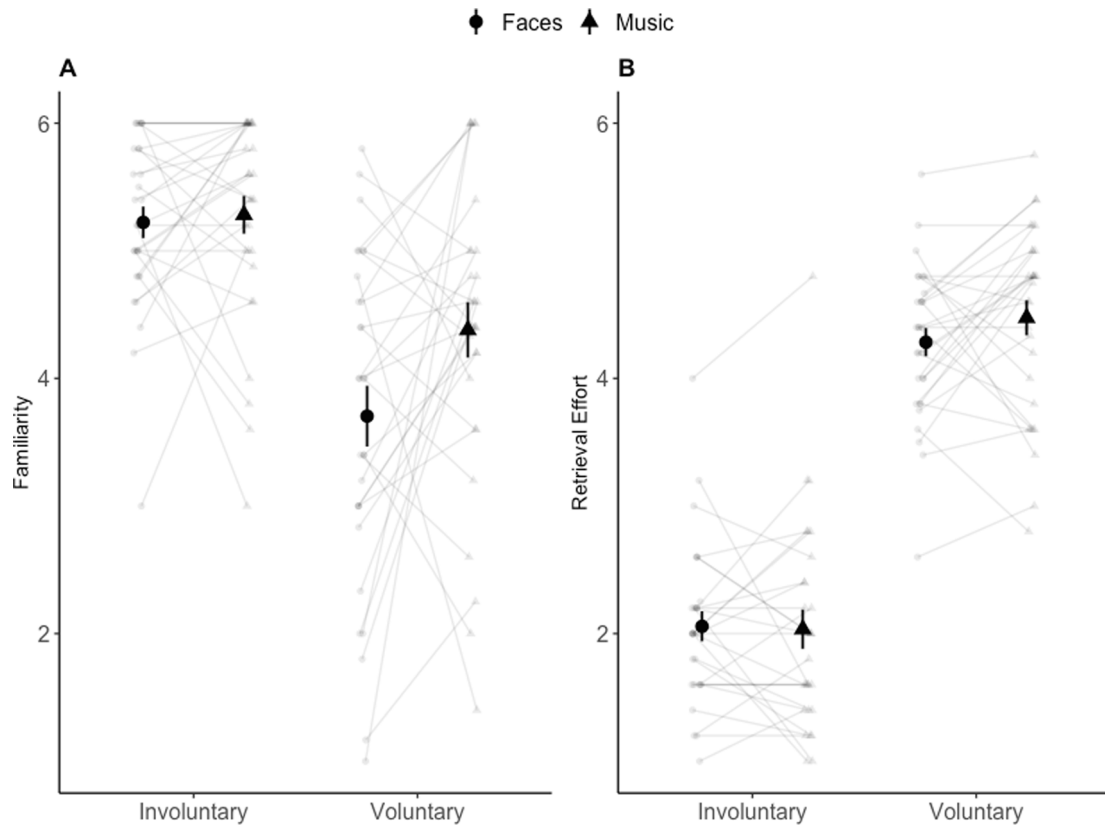 Faces Music
A B
6
4
2
Familiarity
Involuntary Voluntary
6
4
2
Retrieval Effort
Involuntary Voluntary